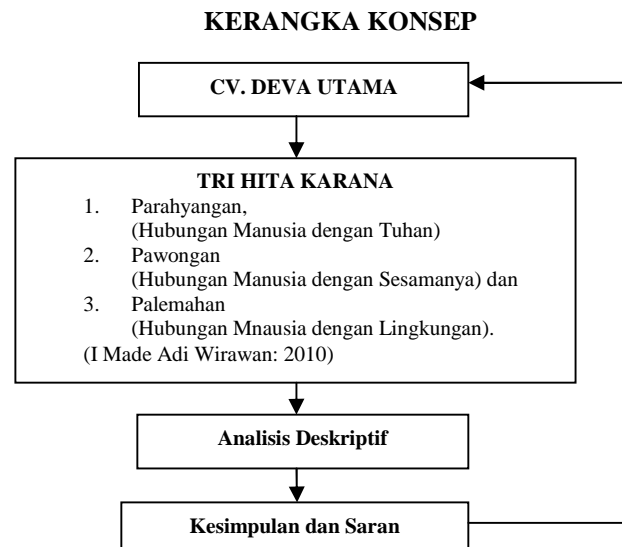 KERANGKA KONSEP
CV. DEVA UTAMA
TRI HITA KARANA
1. Parahyangan,
(Hubungan Manusia dengan Tuhan)
2. Pawongan
(Hubungan Manusia dengan Sesamanya) dan
3. Palemahan
(Hubungan Mnausia dengan Lingkungan).
(I Made Adi Wirawan: 2010)
Analisis Deskriptif
Kesimpulan dan Saran